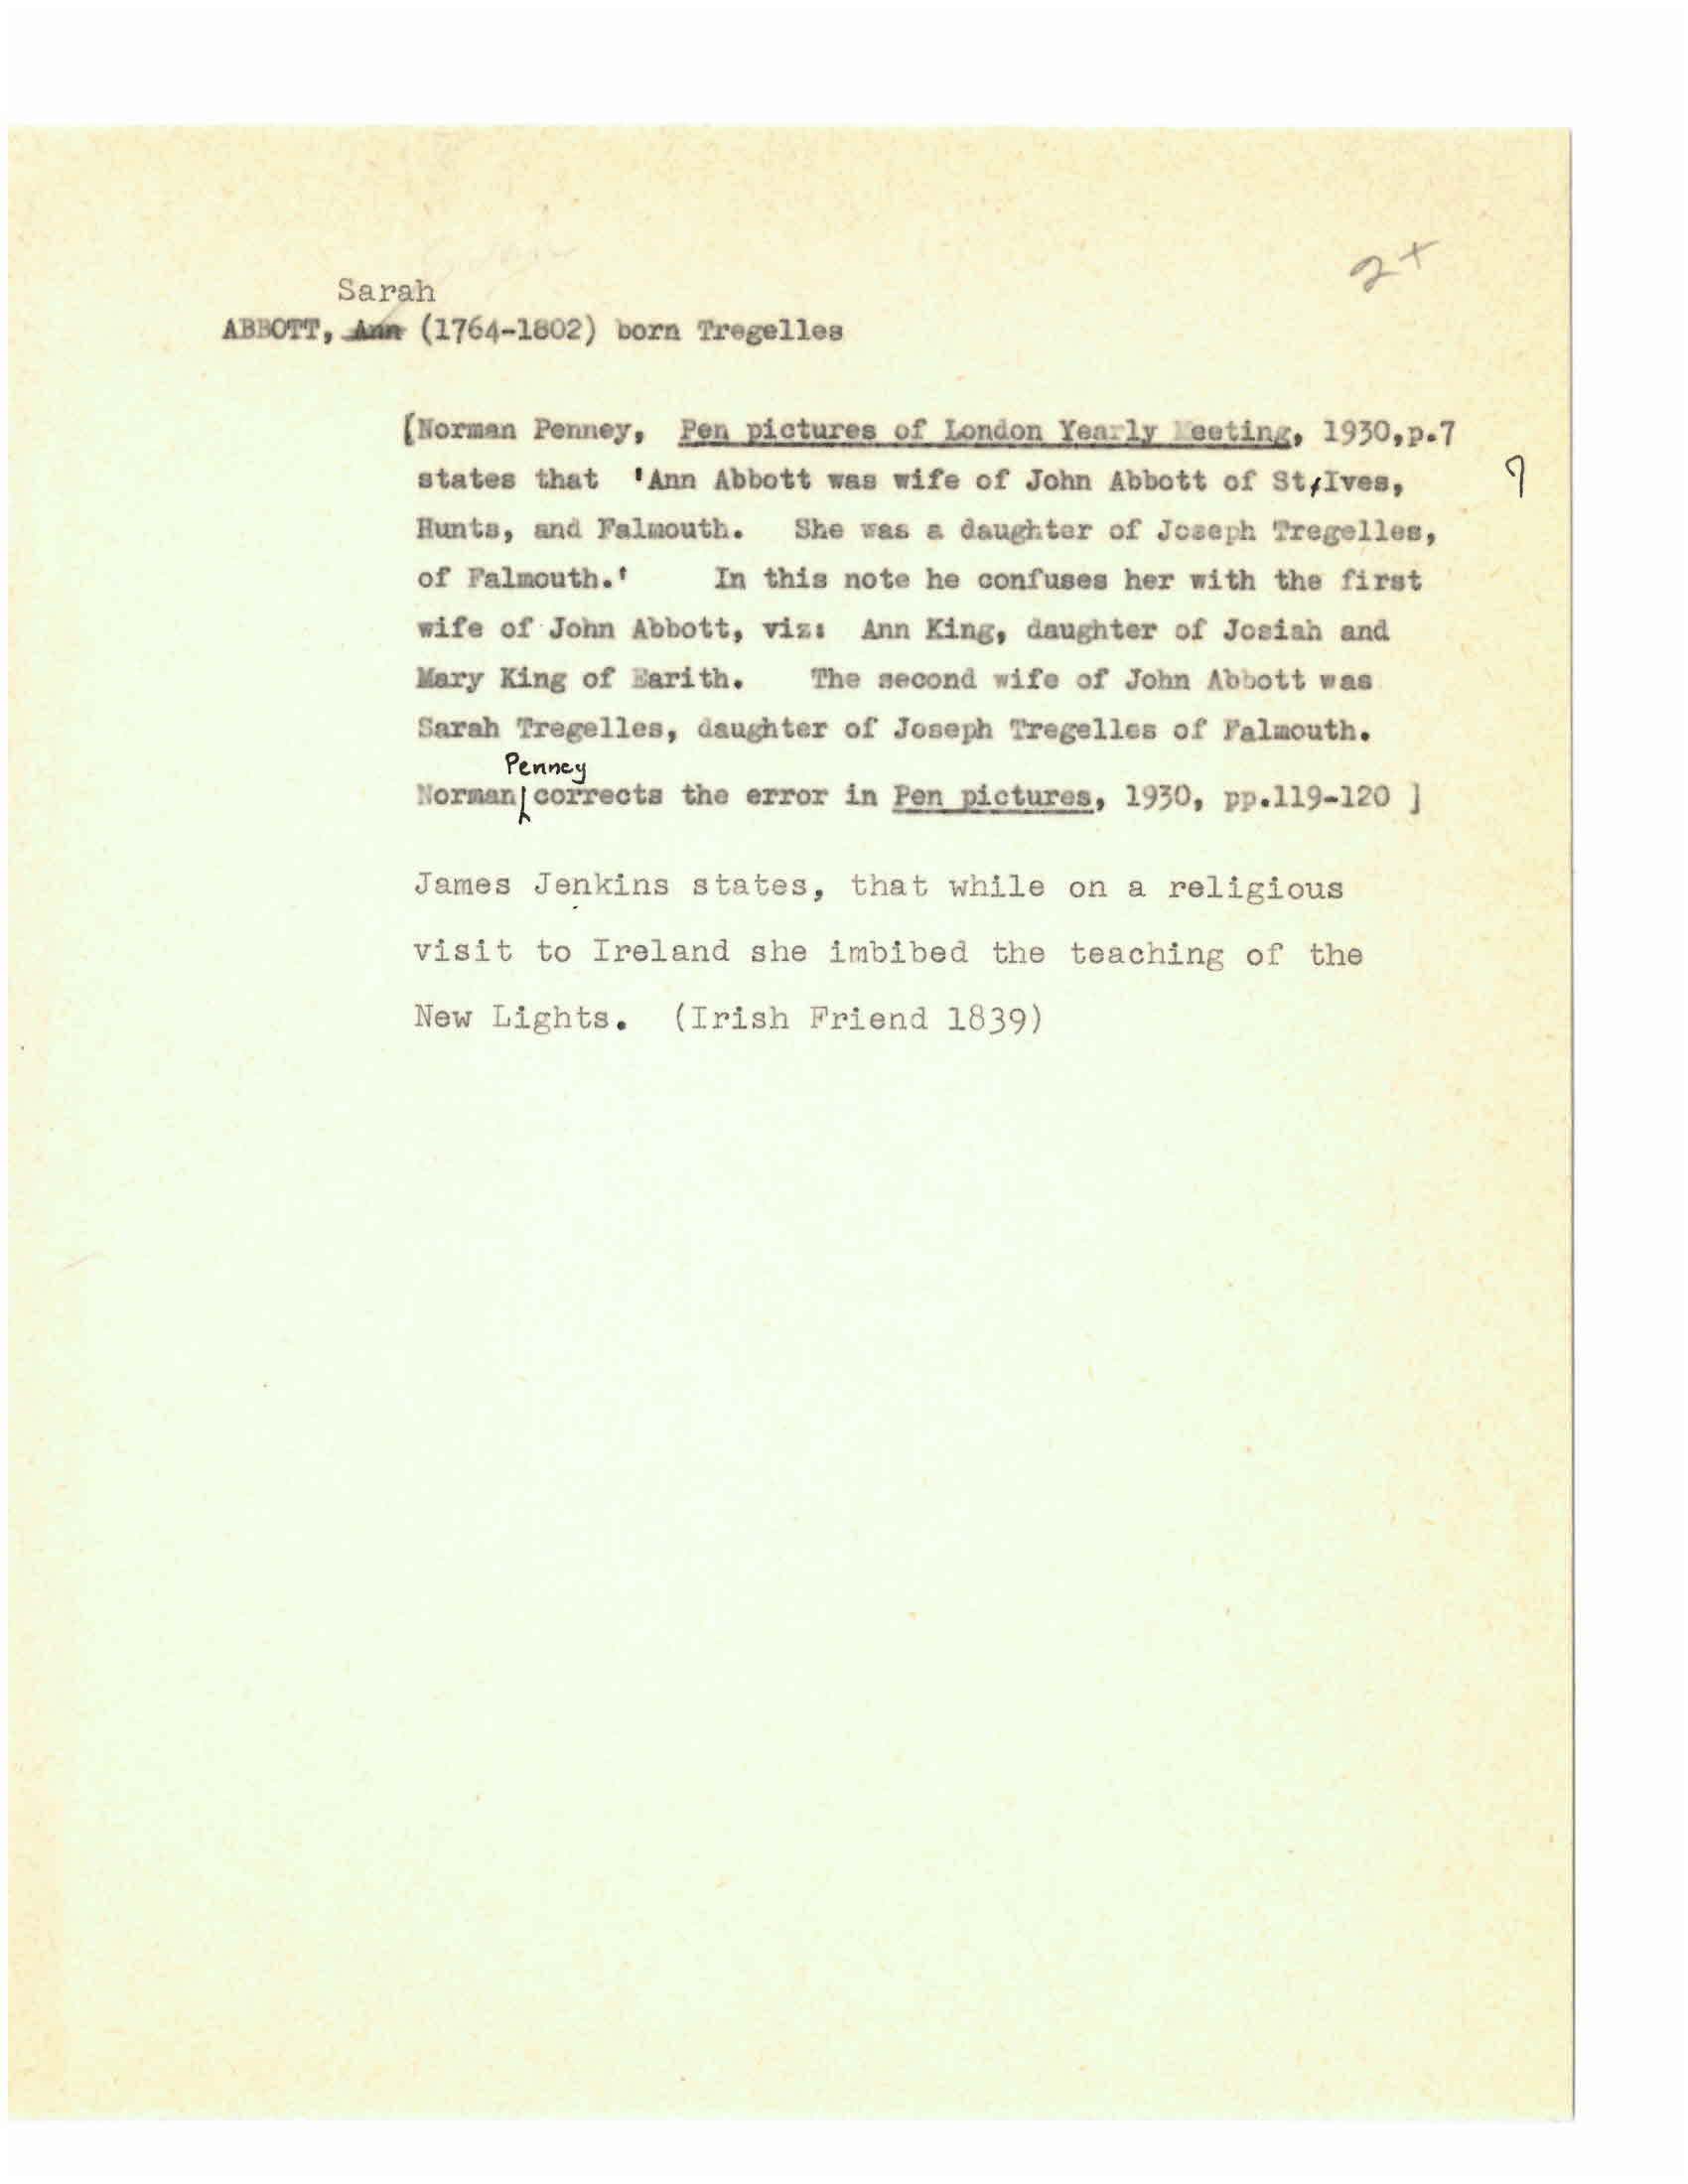 2+
Sarah
ABBOTT, Ann (1764-1802) born Tregelles
[Norman Penney, Pen pictures of London Yearly Meeting, 1930,p.7
states that 'Ann Abbott was wife of John Abbott of St Ives,
Hunts, and Falmouth. She was a daughter of Joseph Tregelles,
of Falmouth.' In this note he confuses her with the first
wife of John Abbott, viz: Ann King, daughter of Josiah and
Mary King of Earith. The second wife of John Abbott was
Sarah Tregelles, daughter of Joseph Tregelles of Falmouth.
Penney
Norman corrects the error in Pen pictures, 1930, pp.119-120 ]
James Jenkins states, that while on a religious
visit to Ireland she imbibed the teaching of the
New Lights. (Irish Friend 1839)